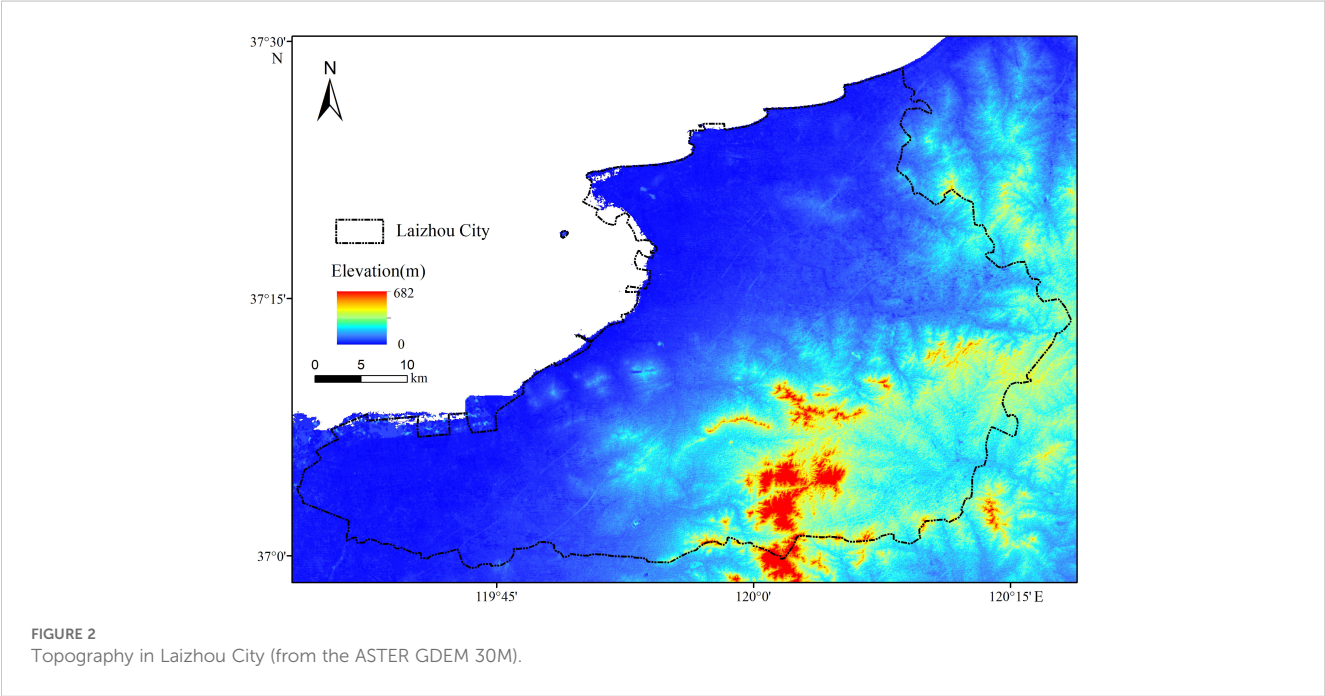 37°30'
N
N
Laizhou City
Elevation(m)
682
37°15'
0
0 5 10
km
37°0'
119°45' 120°0' 120°15'E
FIGURE 2
Topography in Laizhou City (from the ASTER GDEM 30M).